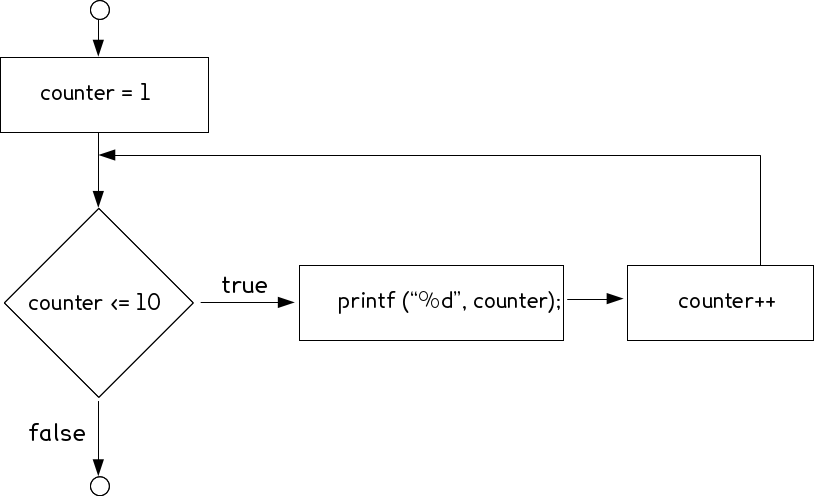 counter = 1
counter <= 10
true
printf (“%d”, counter);
counter++
false